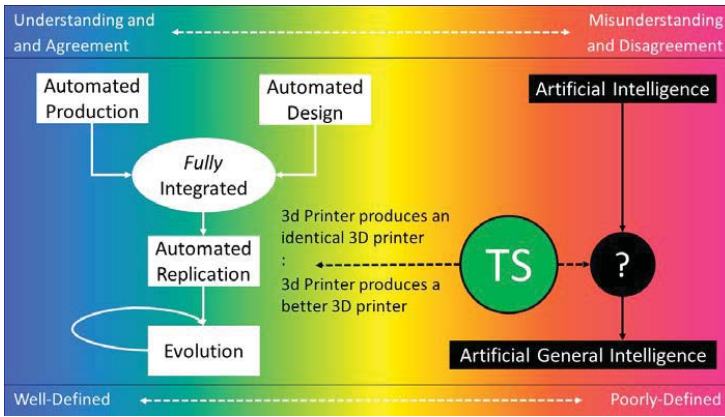 Understanding and
and Agreement
Misunderstanding
and Disagreement
Automated
Production
Automated
Design
Artificial Intelligence
Fully
Integrated
3d Printer produces an
identical 3D printer
:
3d Printer produces a
better 3D printer
Automated
Replication
TS
?
Evolution
Artificial General Intelligence
Well-Defined
Poorly-Defined